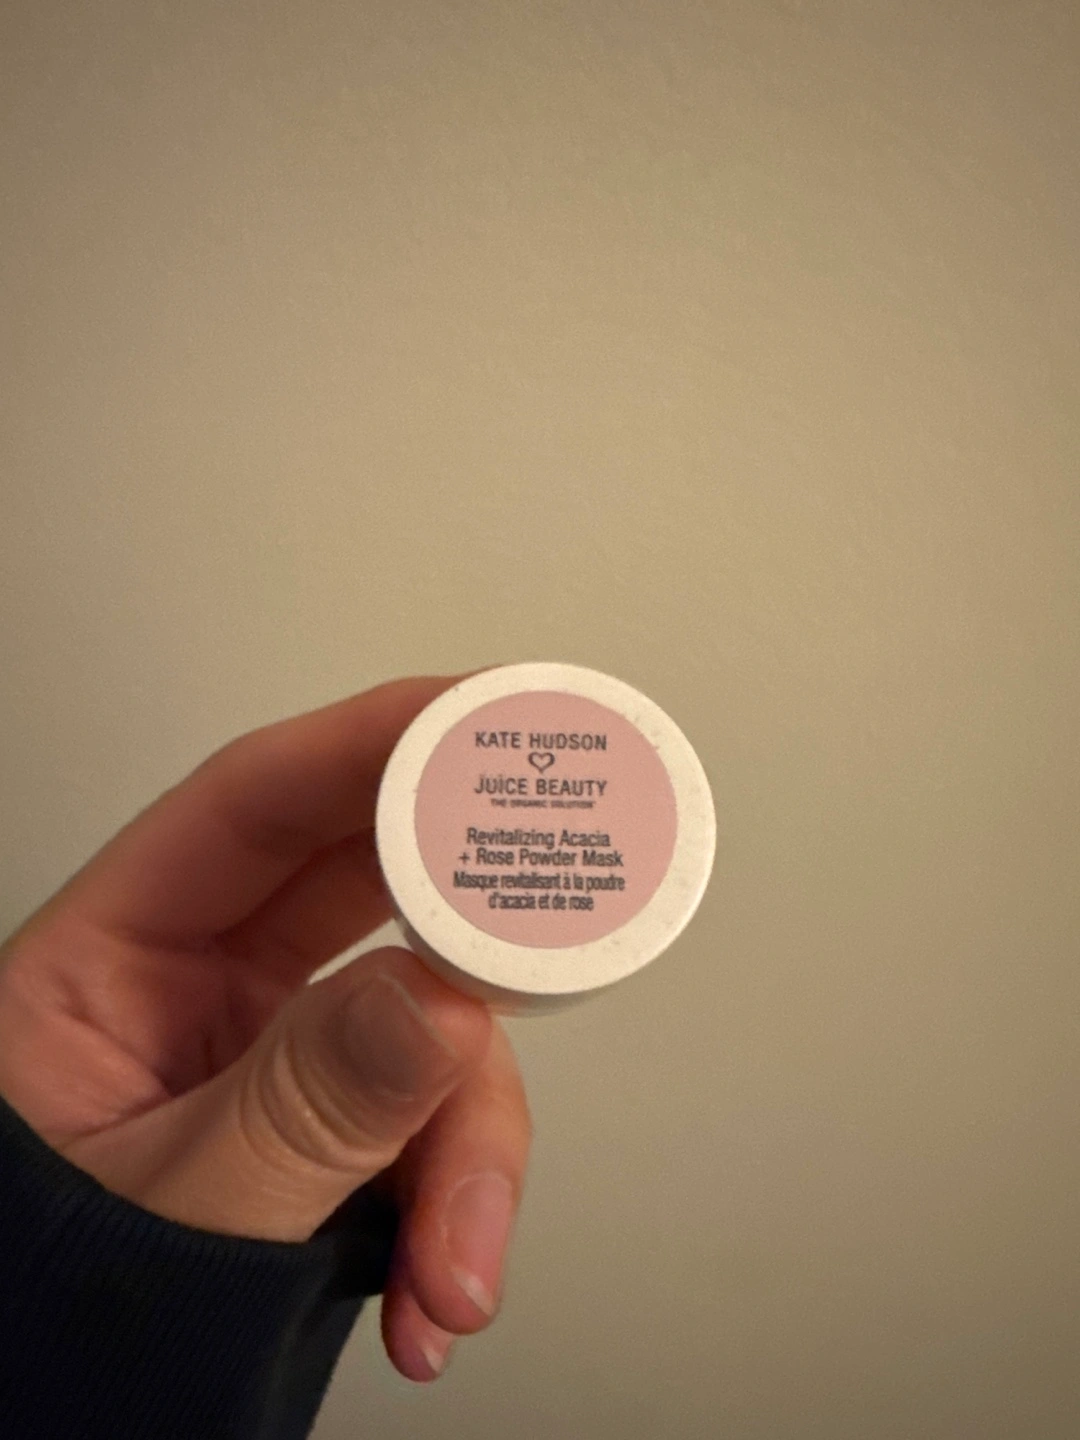 KATE HUDSON
JUICE BEAUTY
THE ORGANIC SOLUTION
Revitalizing Acacia
+ Rose Powder Mask
Masque revitalisant à la poudre
d'acacia et de rose